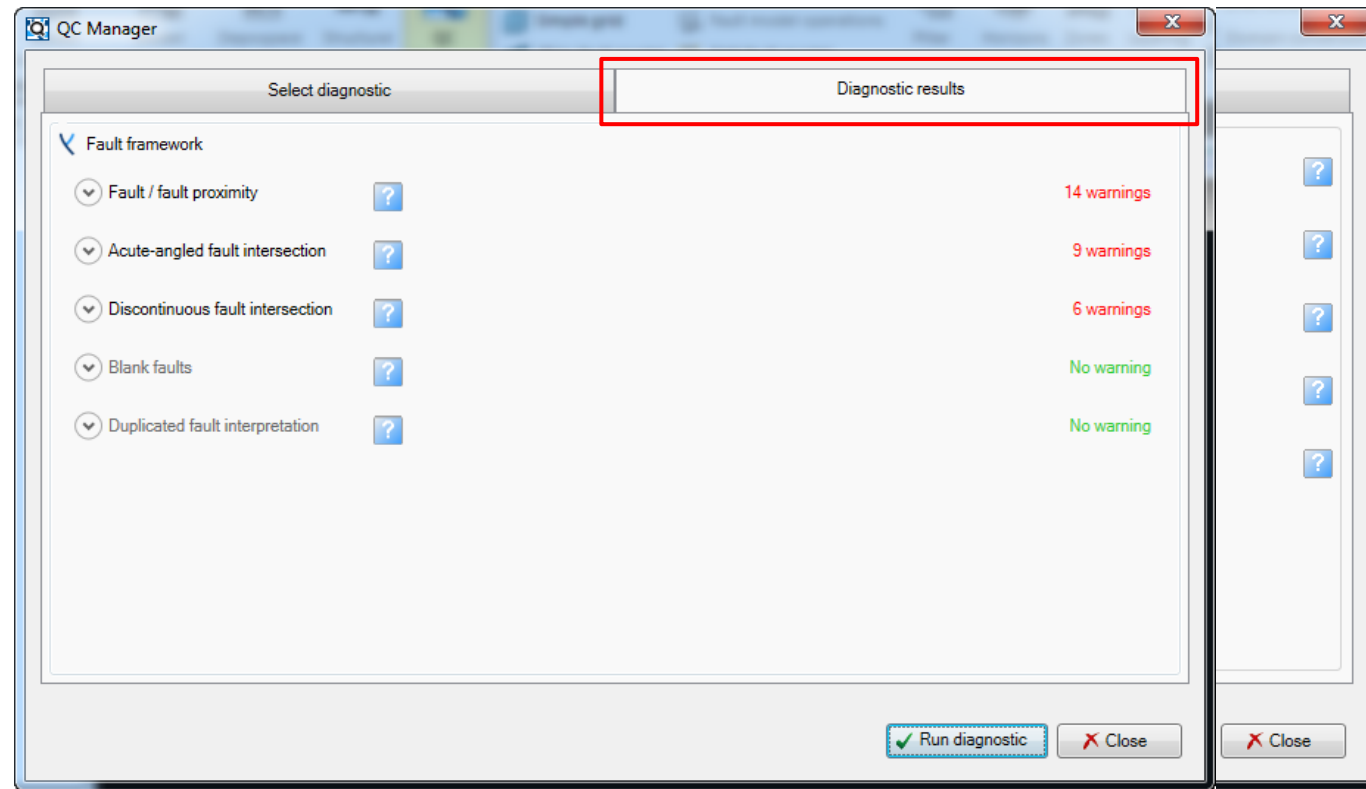 QC Manager
Select diagnostic
Diagnostic results
Fault framework
Fault / fault proximity ? 14 warnings
Acute-angled fault intersection ? 9 warnings
Discontinuous fault intersection ? 6 warnings
Blank faults ? No warning
Duplicated fault interpretation ? No warning
?
?
?
?
?
Run diagnostic
Close
Close